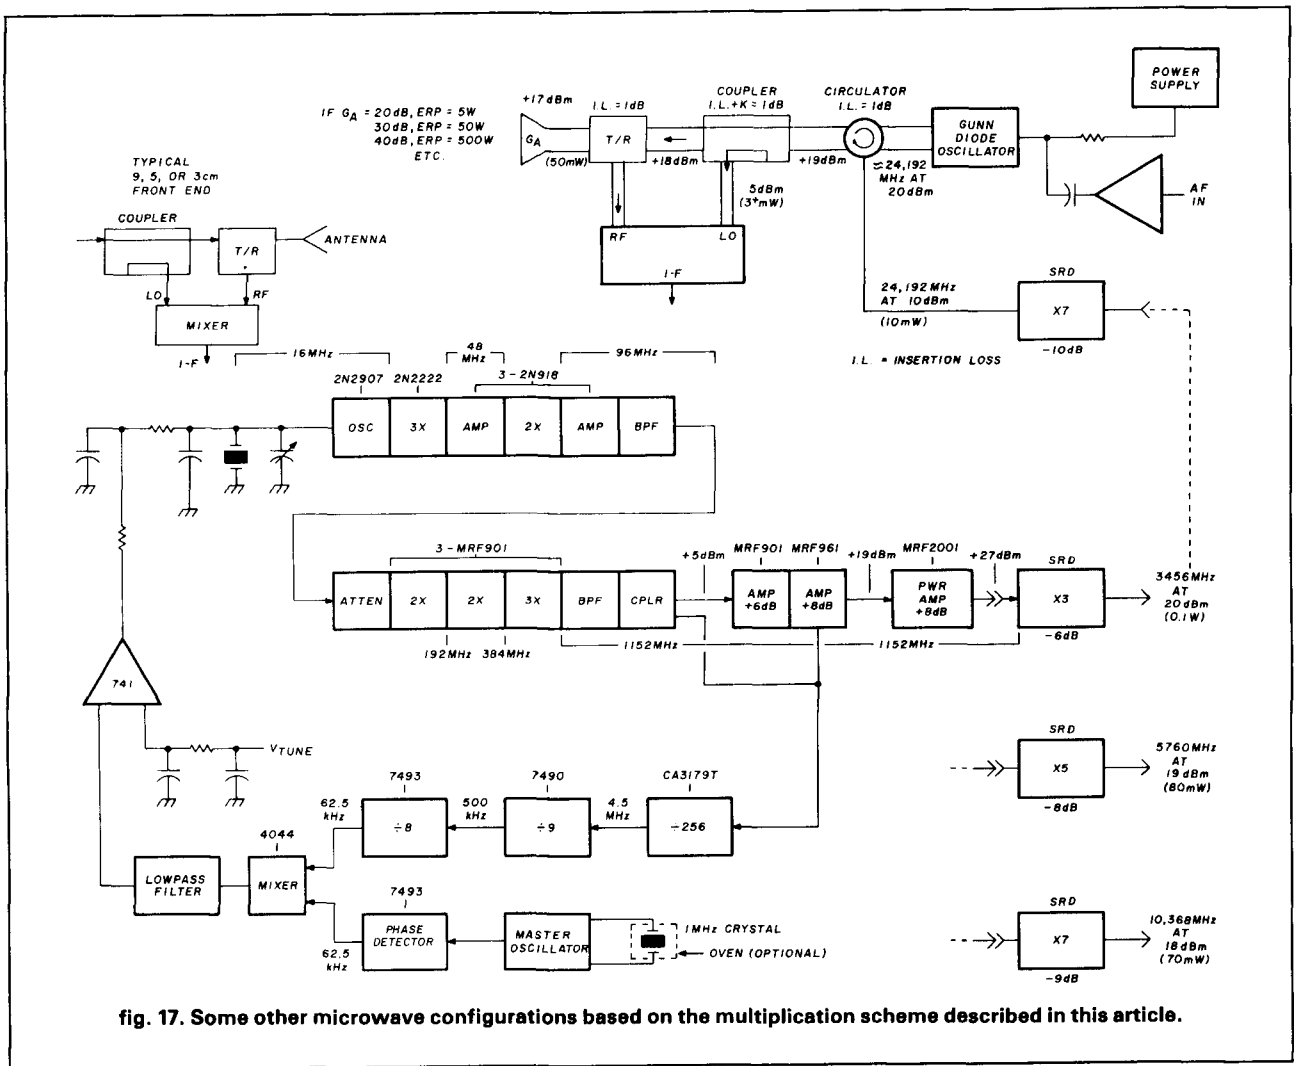 POWER
SUPPLY
+17dBm
IF GA = 20dB, ERP = 5W
30dB, ERP = 50W
40dB, ERP = 500W
ETC.
GA
(50mW)
I.L. = 1dB
T/R
+18dBm
COUPLER
I.L.+K = 1dB
+19dBm
CIRCULATOR
I.L. = 1dB
GUNN
DIODE
OSCILLATOR
≈24,192
MHz AT
20dBm
AF
IN
5dBm
(3+mW)
RF
LO
I-F
TYPICAL
9, 5, OR 3cm
FRONT END
COUPLER
T/R
ANTENNA
LO
RF
MIXER
I-F
24,192MHz
AT 10dBm
(10mW)
SRD
X7
-10dB
I.L. = INSERTION LOSS
16MHz
48
MHz
96MHz
2N2907
2N2222
3-2N918
OSC
3X
AMP
2X
AMP
BPF
3-MRF901
ATTEN
2X
2X
3X
BPF
CPLR
192MHz
384MHz
1152MHz
+5dBm
MRF901
MRF961
AMP
+6dB
AMP
+8dB
+19dBm
MRF2001
PWR
AMP
+8dB
+27dBm
1152MHz
SRD
X3
-6dB
3456MHz
AT
20dBm
(0.1W)
741
VTUNE
SRD
X5
-8dB
5760MHz
AT
19dBm
(80mW)
7493
7490
CA3179T
62.5
kHz
÷8
500
kHz
÷9
4.5
MHz
÷256
4044
LOWPASS
FILTER
MIXER
7493
62.5
kHz
PHASE
DETECTOR
MASTER
OSCILLATOR
1MHz CRYSTAL
OVEN (OPTIONAL)
SRD
X7
-9dB
10,368MHz
AT
18dBm
(70mW)
fig. 17. Some other microwave configurations based on the multiplication scheme described in this article.